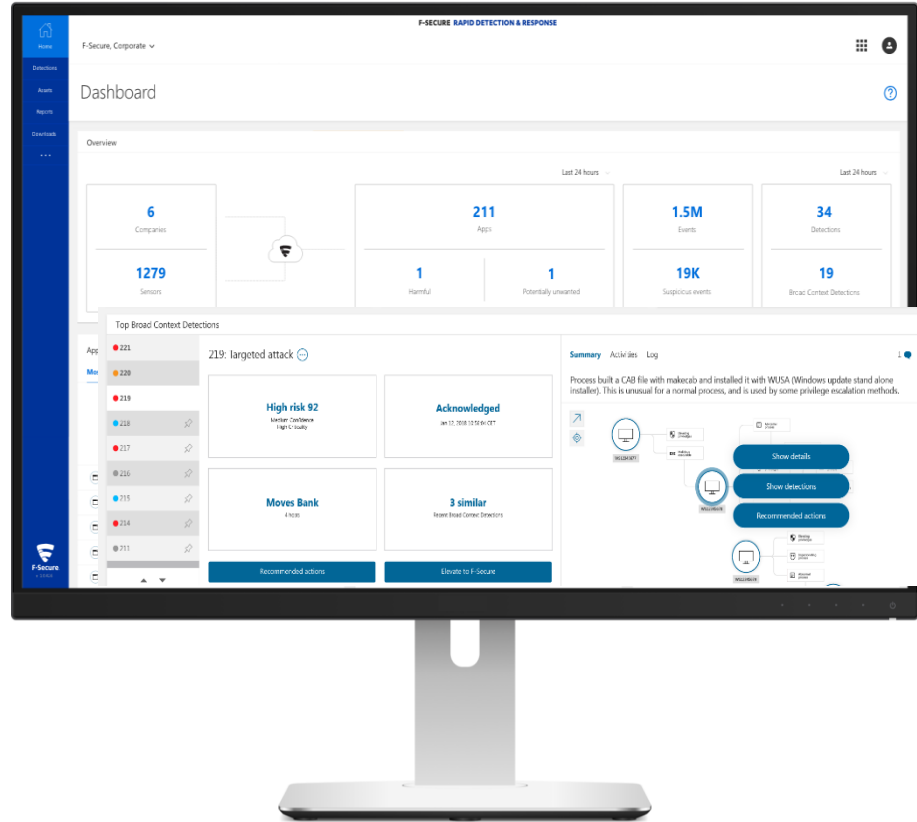 F-SECURE RAPID DETECTION & RESPONSE
Home
F-Secure, Corporate
Detections
Assets
Reports
Downloads
Dashboard
Overview
Last 24 hours
Last 24 hours
6
Companies
1279
Sensors
211
Apps
1
Harmful
1
Potentially unwanted
1.5M
Events
19K
Suspicious events
34
Detections
19
Broad Context Detections
Top Broad Context Detections
221
220
219
218
217
216
215
214
211
219: targeted attack
High risk 92
Medium Confidence
High Criticality
Acknowledged
Moves Bank
4 hosts
3 similar
Recent Broad Context Detections
Recommended actions
Elevate to F-Secure
Summary Activities Log
1
Process built a CAB file with makecab and installed it with WUSA (Windows update stand alone
installer). This is unusual for a normal process, and is used by some privilege escalation methods.
Show details
Show detections
Recommended actions
F-Secure